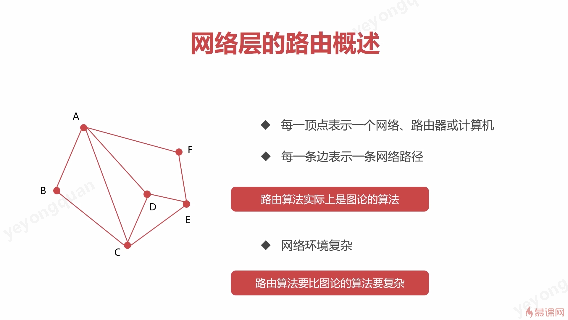 网络层的路由概述
A
F
B
D
E
C
每一顶点表示一个网络、路由器或计算机
每一条边表示一条网络路径
路由算法实际上是图论的算法
网络环境复杂
路由算法要比图论的算法要复杂
慕课网
yeyongquan
yeyongquan
yeyongquan